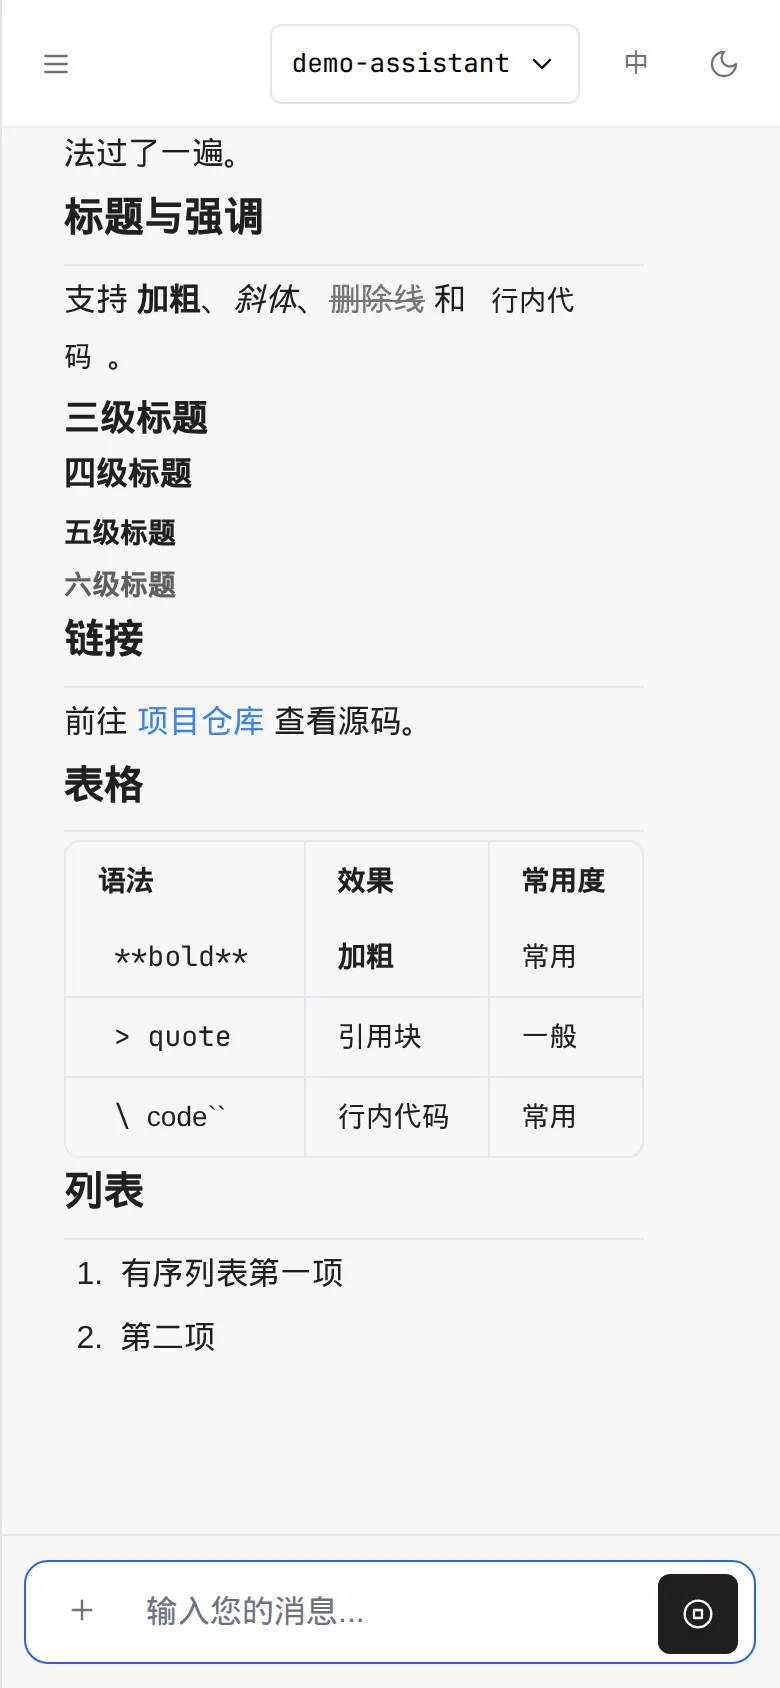 demo-assistant 中
法过了一遍。
标题与强调
支持 加粗、斜体、删除线 和 行内代
码 。
三级标题
四级标题
五级标题
六级标题
链接
前往 项目仓库 查看源码。
表格
语法 效果 常用度
**bold** 加粗 常用
> quote 引用块 一般
\ code`` 行内代码 常用
列表
1. 有序列表第一项
2. 第二项
输入您的消息...